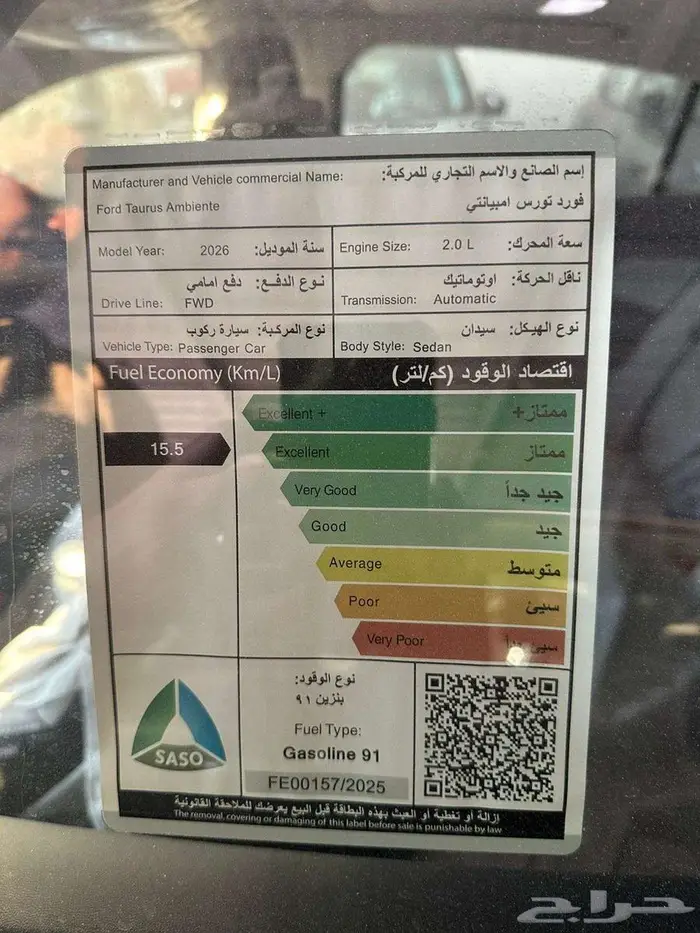 Manufacturer and Vehicle commercial Name: إسم الصانع والاسم التجاري للمركبة:
Ford Taurus Ambiente فورد تورس امبيانتي
Model Year: 2026 سنة الموديل:
Engine Size: 2.0 L سعة المحرك:
نوع الدفع: دفع امامي
Drive Line: FWD
ناقل الحركة: اوتوماتيك
Transmission: Automatic
نوع المركبة: سيارة ركوب
Vehicle Type: Passenger Car
نوع الهيكل: سيدان
Body Style: Sedan
Fuel Economy (Km/L) اقتصاد الوقود (كم/لتر)
Excellent + ممتاز+
15.5
Excellent ممتاز
Very Good جيد جداً
Good جيد
Average متوسط
Poor سيئ
Very Poor سيئ جداً
SASO
نوع الوقود:
بنزين ٩١
Fuel Type:
Gasoline 91
FE00157/2025
إزالة أو تغطية أو العبث بهذه البطاقة قبل البيع يعرضك للملاحقة القانونية
The removal, covering or damaging of this label before sale is punishable by law
حراج